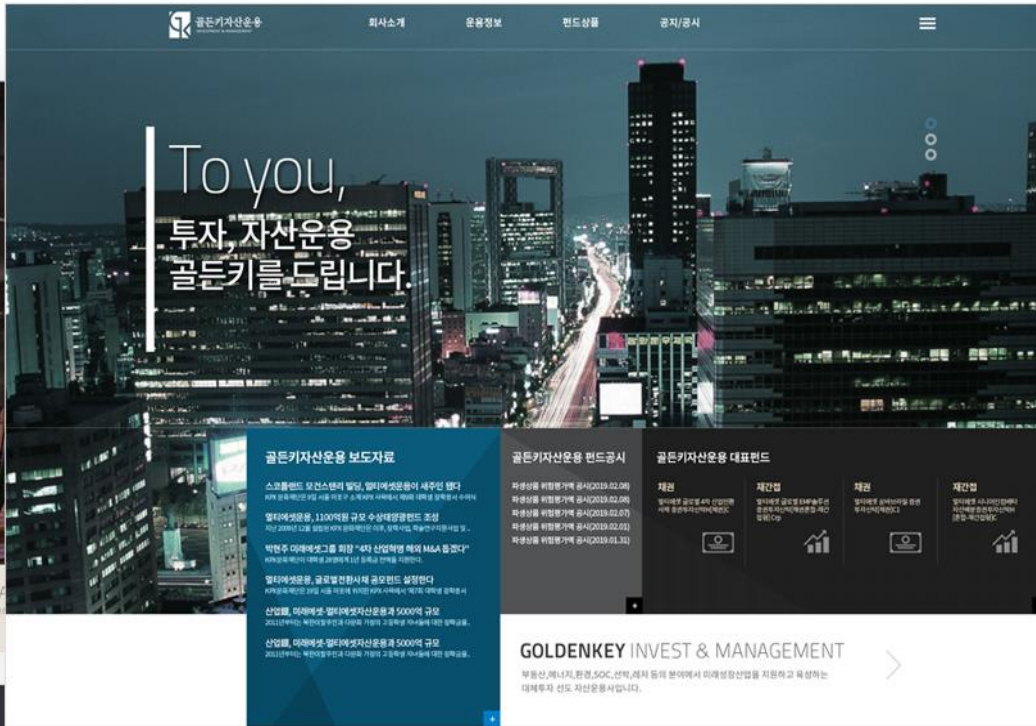 골든키자산운용
INVESTMENT & MANAGEMENT
회사소개
운용정보
펀드상품
공지/공시
To you,
투자, 자산운용
골든키를 드립니다.
골든키자산운용 보도자료
스코틀랜드 모건스탠리 빌딩, 멀티에셋운용이 새주인 됐다
멀티에셋운용, 1100억원 규모 수상태양광펀드 조성
박현주 미래에셋그룹 회장 "4차 산업혁명 해외 M&A 돕겠다"
멀티에셋운용, 글로벌전환사채 공모펀드 설정한다
산업銀, 미래에셋-멀티에셋자산운용과 5000억 규모
산업銀, 미래에셋-멀티에셋자산운용과 5000억 규모
골든키자산운용 펀드공시
파생상품 위험평가액 공시(2019.02.08)
파생상품 위험평가액 공시(2019.02.08)
파생상품 위험평가액 공시(2019.02.07)
파생상품 위험평가액 공시(2019.02.01)
파생상품 위험평가액 공시(2019.01.31)
골든키자산운용 대표펀드
채권
재간접
채권
재간접
GOLDENKEY INVEST & MANAGEMENT
부동산,에너지,환경,SOC,선박,레저 등의 분야에서 미래성장산업을 지원하고 육성하는
대체투자 선도 자산운용사입니다.